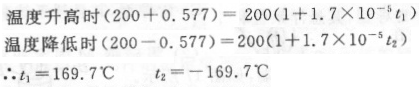 温度升高时(200+0.577)=200(1+1.7×10⁻⁵t₁)
温度降低时(200-0.577)=200(1+1.7×10⁻⁵t₂)
∴t₁=169.7℃ t₂=-169.7℃